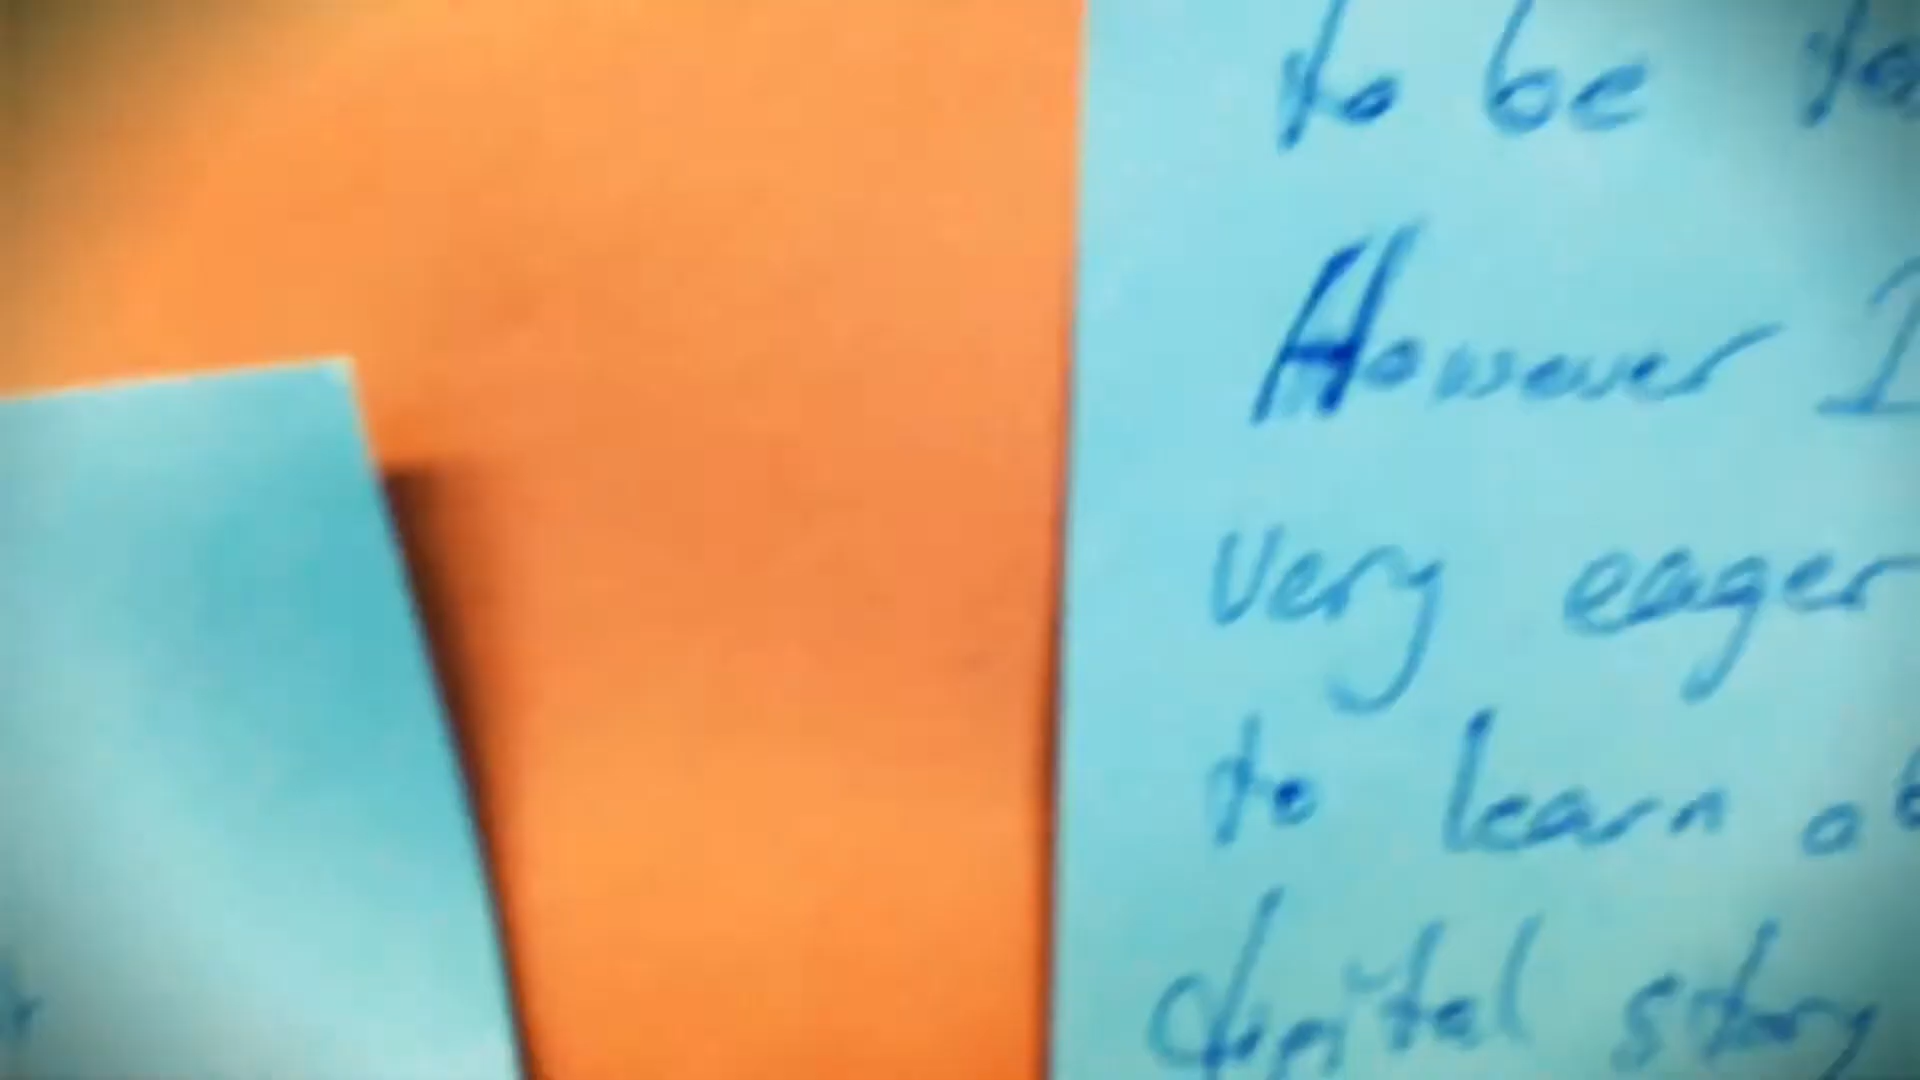 to be
However I
very eager
to learn
digital story